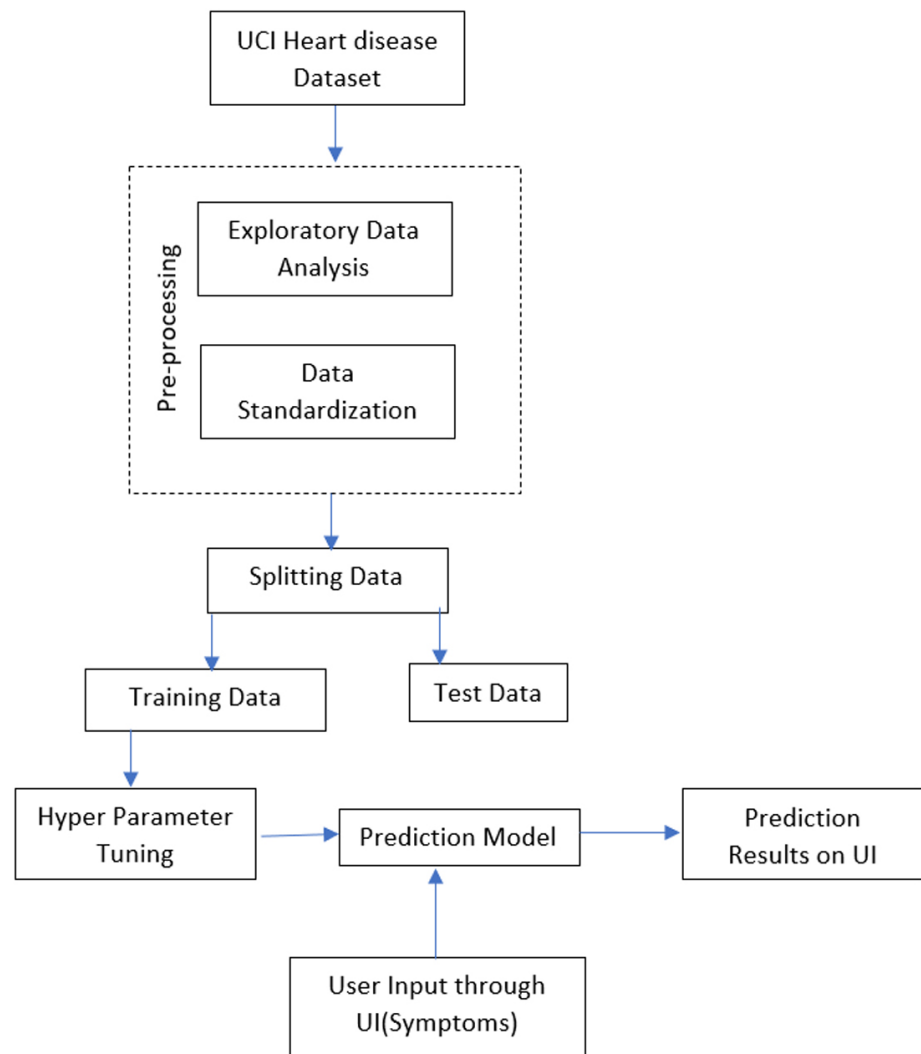 UCI Heart disease
Dataset
Pre-processing
Exploratory Data
Analysis
Data
Standardization
Splitting Data
Training Data
Test Data
Hyper Parameter
Tuning
Prediction Model
Prediction
Results on UI
User Input through
UI(Symptoms)